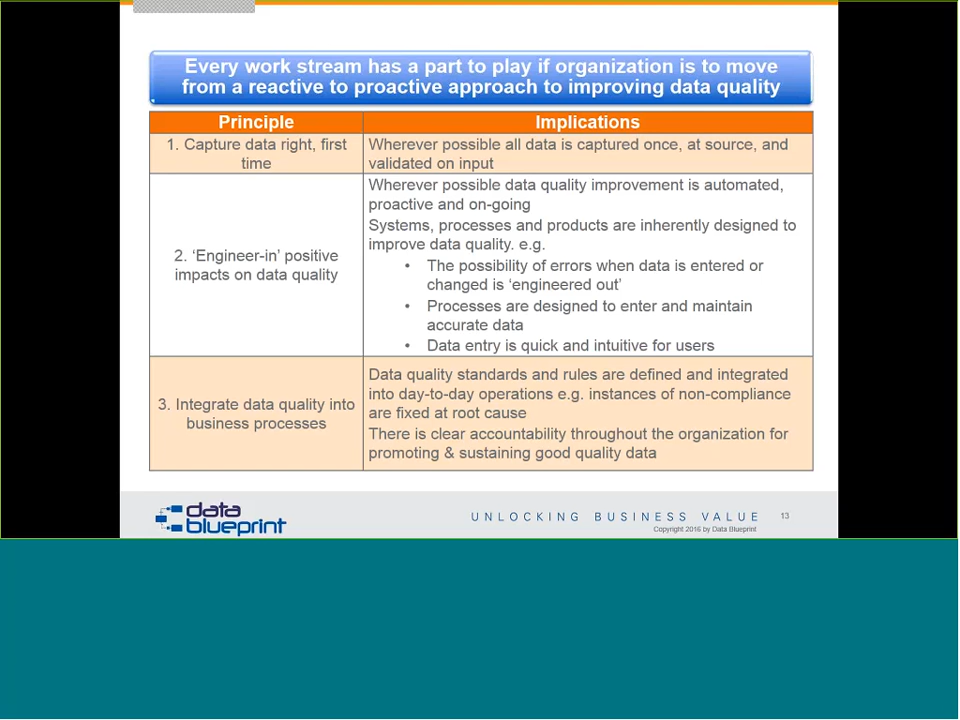 Every work stream has a part to play if organization is to move
from a reactive to proactive approach to improving data quality
Principle
Implications
1. Capture data right, first
time
Wherever possible all data is captured once, at source, and
validated on input
2. ‘Engineer-in’ positive
impacts on data quality
Wherever possible data quality improvement is automated,
proactive and on-going
Systems, processes and products are inherently designed to
improve data quality. e.g.
• The possibility of errors when data is entered or
changed is ‘engineered out’
• Processes are designed to enter and maintain
accurate data
• Data entry is quick and intuitive for users
3. Integrate data quality into
business processes
Data quality standards and rules are defined and integrated
into day-to-day operations e.g. instances of non-compliance
are fixed at root cause
There is clear accountability throughout the organization for
promoting & sustaining good quality data
data
blueprint
UNLOCKING BUSINESS VALUE
13
Copyright 2016 by Data Blueprint